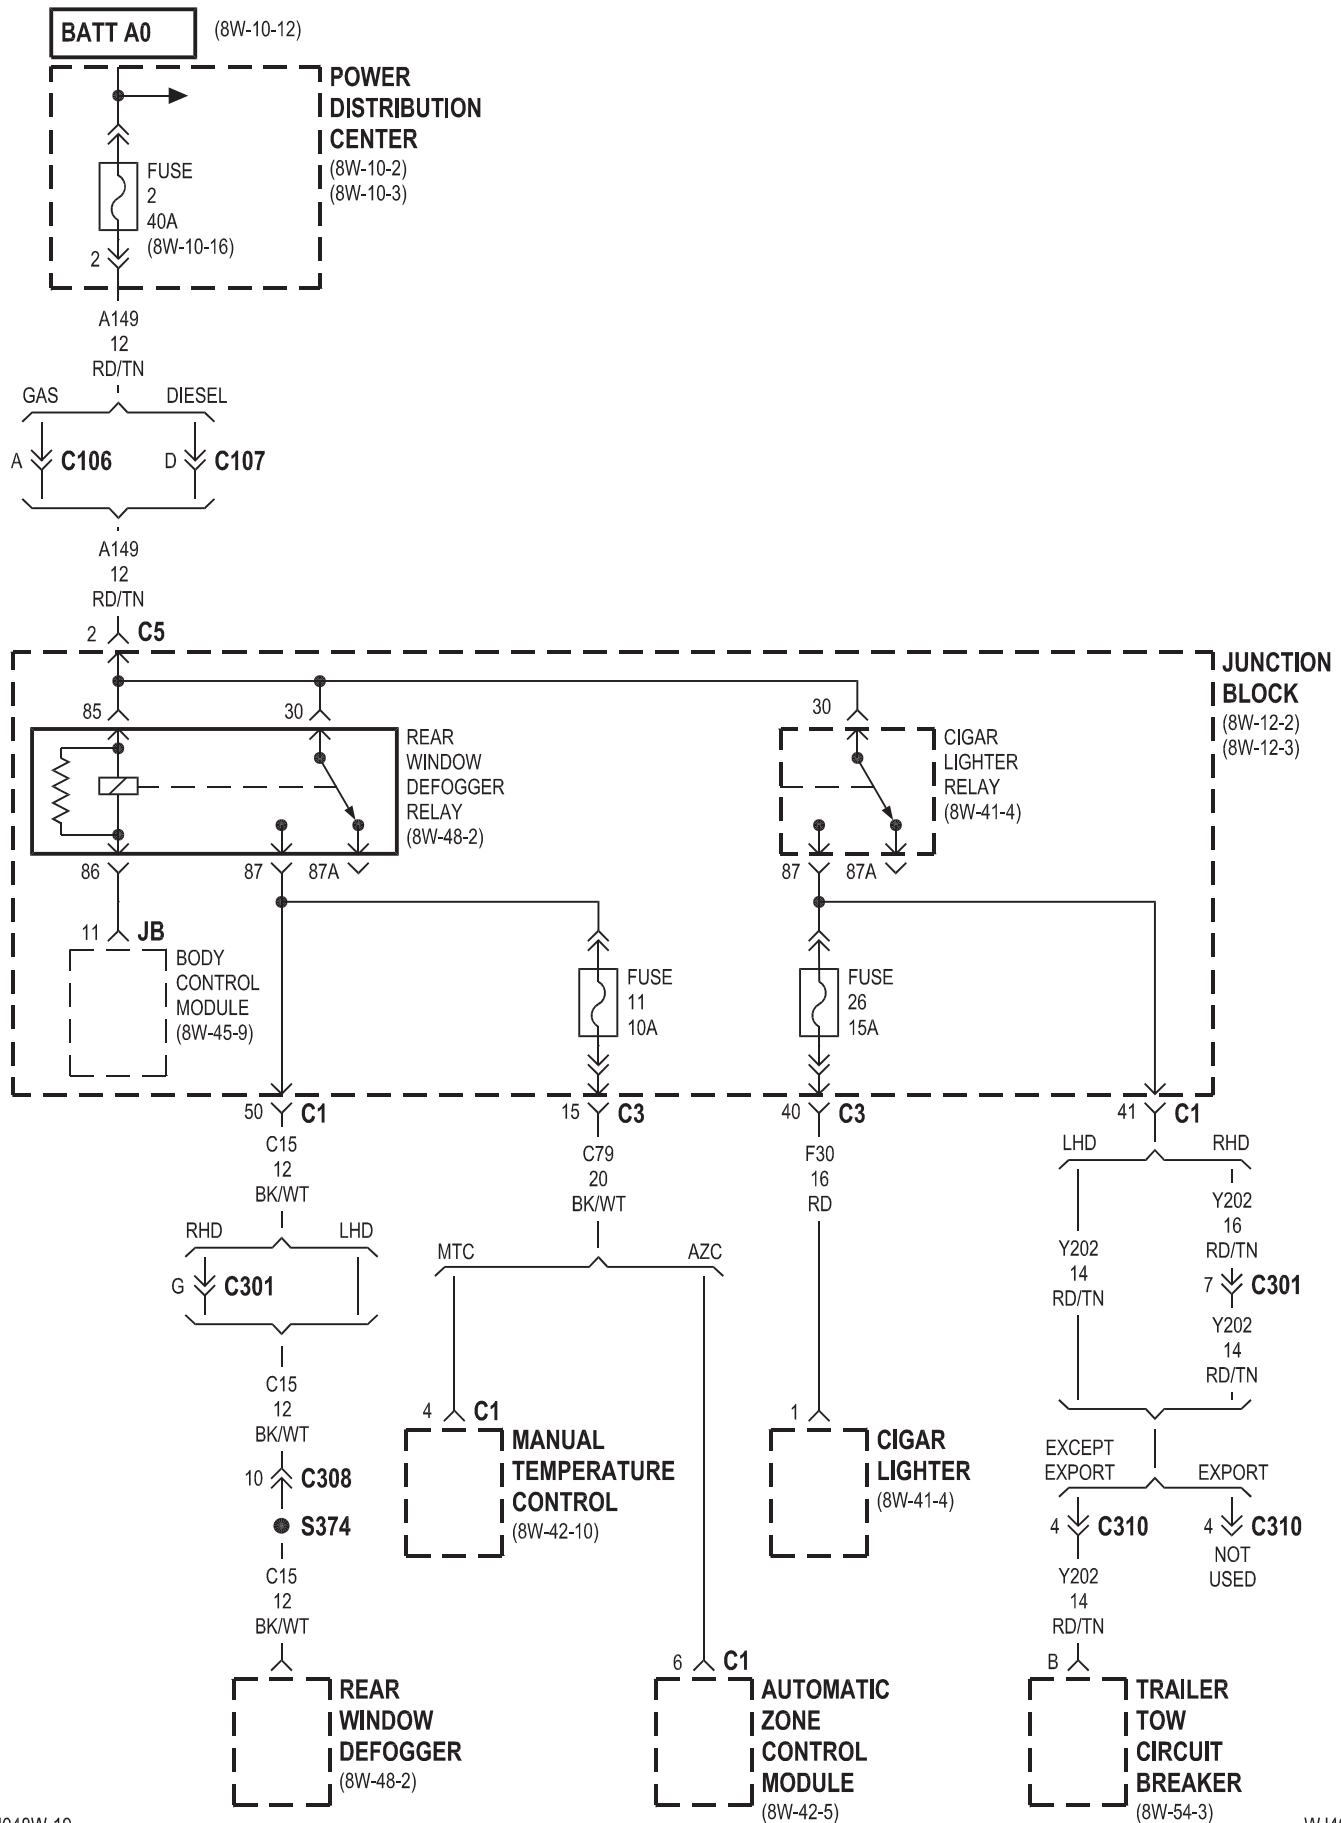 BATT A0
(8W-10-12)
POWER
DISTRIBUTION
CENTER
(8W-10-2)
(8W-10-3)
FUSE
2
40A
(8W-10-16)
2
A149
12
RD/TN
GAS
DIESEL
A
C106
D
C107
A149
12
RD/TN
2
C5
JUNCTION
BLOCK
(8W-12-2)
(8W-12-3)
85
30
REAR
WINDOW
DEFOGGER
RELAY
(8W-48-2)
30
CIGAR
LIGHTER
RELAY
(8W-41-4)
86
87
87A
87
87A
11
JB
BODY
CONTROL
MODULE
(8W-45-9)
FUSE
11
10A
FUSE
26
15A
50
C1
15
C3
40
C3
41
C1
C15
12
BK/WT
C79
20
BK/WT
F30
16
RD
LHD
RHD
Y202
14
RD/TN
Y202
16
RD/TN
7
C301
Y202
14
RD/TN
RHD
LHD
G
C301
MTC
AZC
C15
12
BK/WT
10
C308
S374
C15
12
BK/WT
4
C1
MANUAL
TEMPERATURE
CONTROL
(8W-42-10)
1
CIGAR
LIGHTER
(8W-41-4)
EXCEPT
EXPORT
EXPORT
4
C310
4
C310
NOT
USED
Y202
14
RD/TN
REAR
WINDOW
DEFOGGER
(8W-48-2)
6
C1
AUTOMATIC
ZONE
CONTROL
MODULE
(8W-42-5)
B
TRAILER
TOW
CIRCUIT
BREAKER
(8W-54-3)